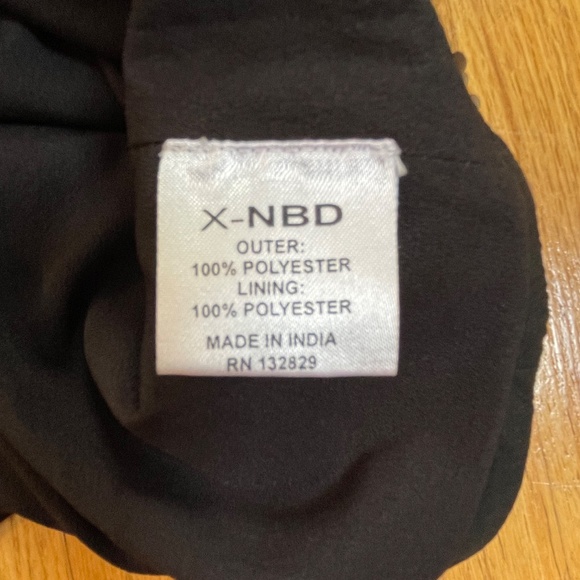 X-NBD
OUTER:
100% POLYESTER
LINING:
100% POLYESTER
MADE IN INDIA
RN 132829